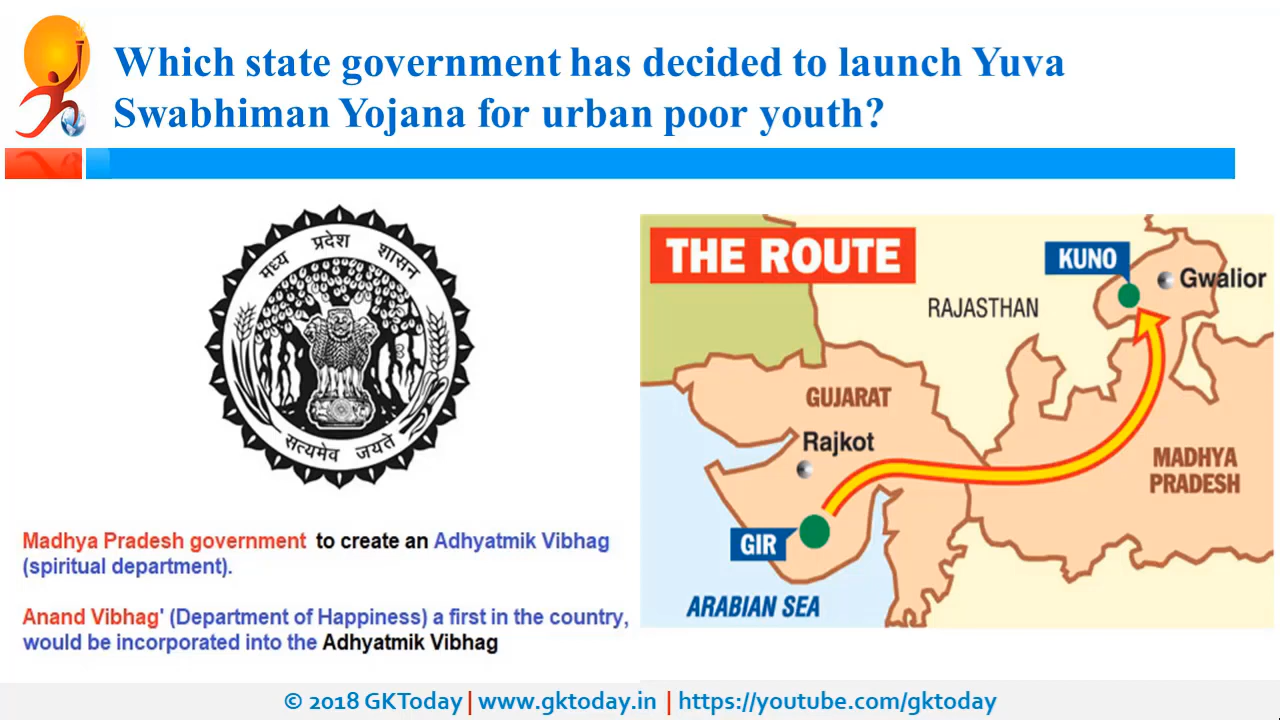 Which state government has decided to launch Yuva
Swabhiman Yojana for urban poor youth?
मध्य प्रदेश शासन
सत्यमेव जयते
Madhya Pradesh government to create an Adhyatmik Vibhag
(spiritual department).
Anand Vibhag' (Department of Happiness) a first in the country,
would be incorporated into the Adhyatmik Vibhag
THE ROUTE
KUNO
Gwalior
RAJASTHAN
GUJARAT
Rajkot
MADHYA
PRADESH
GIR
ARABIAN SEA
© 2018 GKToday | www.gktoday.in | https://youtube.com/gktoday